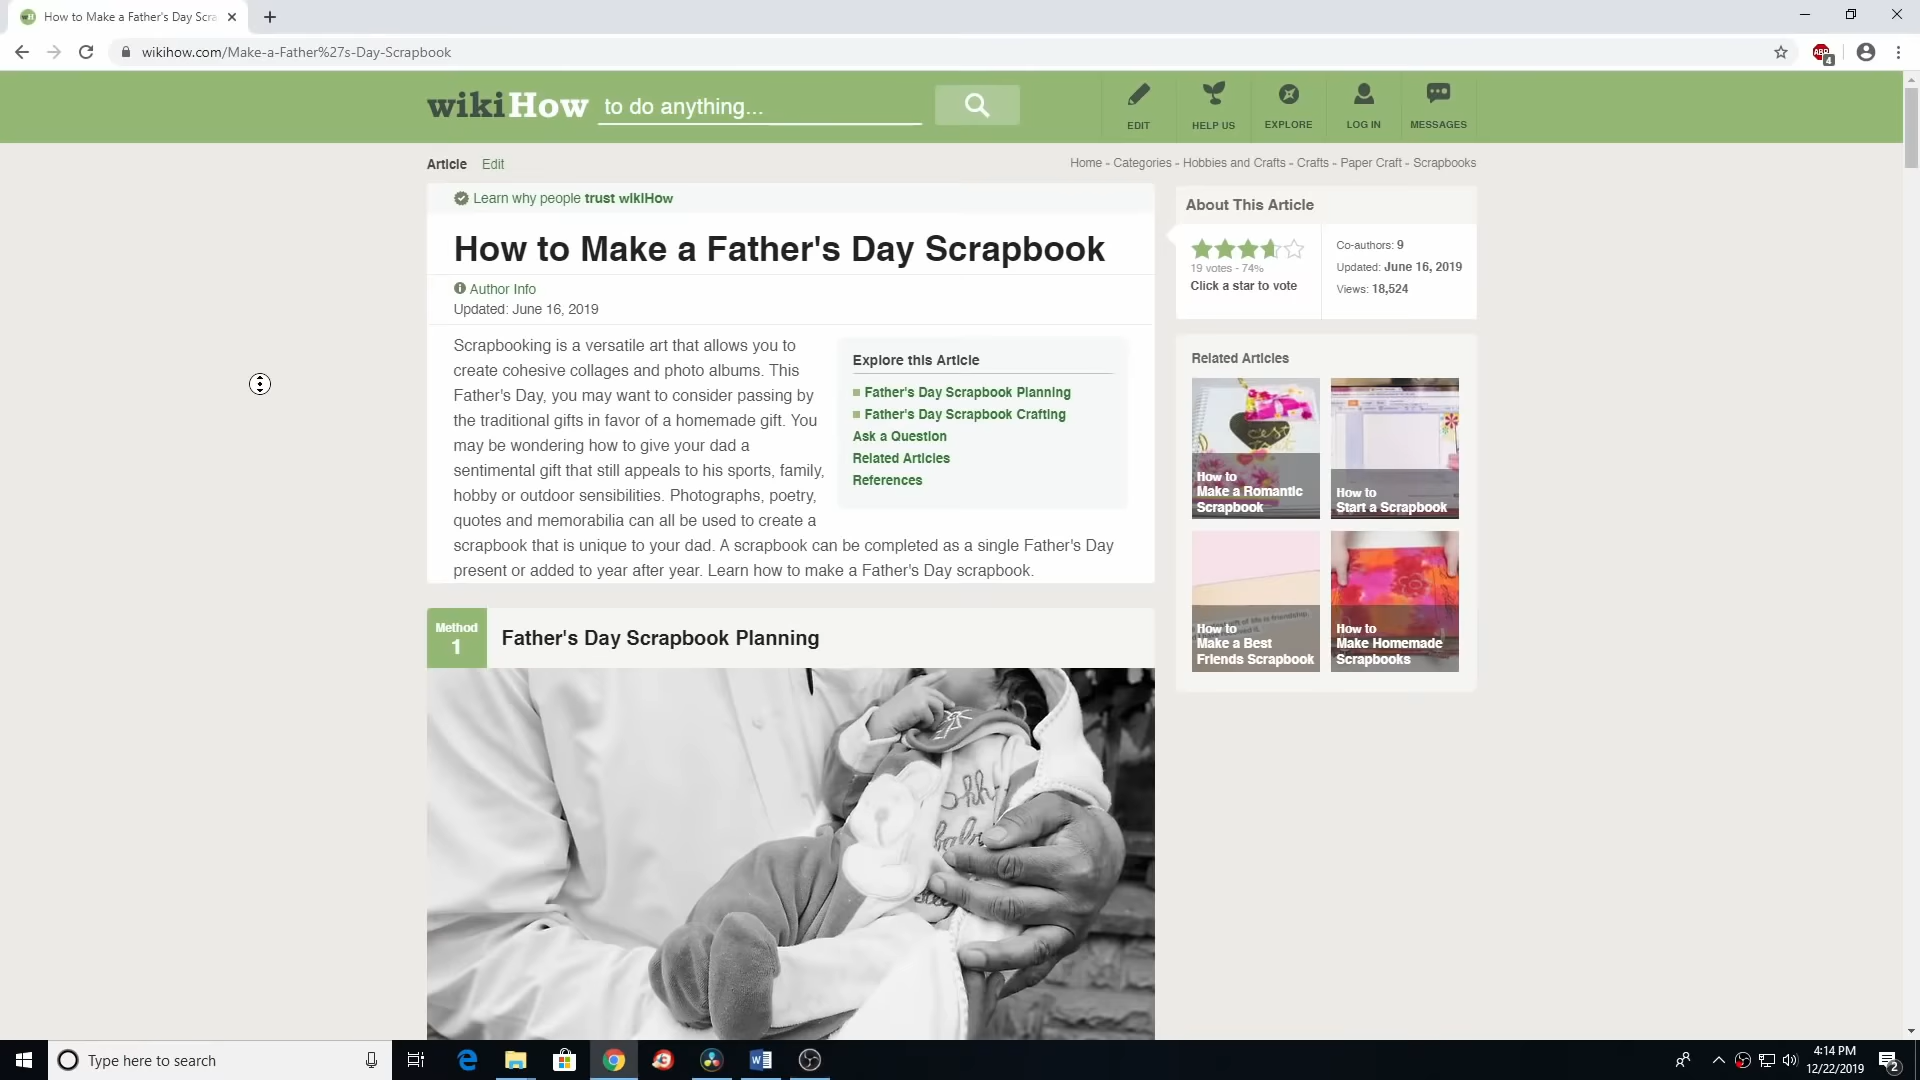 How to Make a Father's Day Scra
wikihow.com/Make-a-Father%27s-Day-Scrapbook
ABP
4
wikiHow to do anything...
EDIT
HELP US
EXPLORE
LOG IN
MESSAGES
Article Edit
Home - Categories - Hobbies and Crafts - Crafts - Paper Craft - Scrapbooks
Learn why people trust wikiHow
How to Make a Father's Day Scrapbook
Author Info
Updated: June 16, 2019
Scrapbooking is a versatile art that allows you to
create cohesive collages and photo albums. This
Father's Day, you may want to consider passing by
the traditional gifts in favor of a homemade gift. You
may be wondering how to give your dad a
sentimental gift that still appeals to his sports, family,
hobby or outdoor sensibilities. Photographs, poetry,
quotes and memorabilia can all be used to create a
scrapbook that is unique to your dad. A scrapbook can be completed as a single Father's Day
present or added to year after year. Learn how to make a Father's Day scrapbook.
Explore this Article
Father's Day Scrapbook Planning
Father's Day Scrapbook Crafting
Ask a Question
Related Articles
References
About This Article
19 votes - 74%
Click a star to vote
Co-authors: 9
Updated: June 16, 2019
Views: 18,524
Related Articles
How to
Make a Romantic
Scrapbook
How to
Start a Scrapbook
How to
Make a Best
Friends Scrapbook
How to
Make Homemade
Scrapbooks
Method
1
Father's Day Scrapbook Planning
Type here to search
4:14 PM
12/22/2019
2